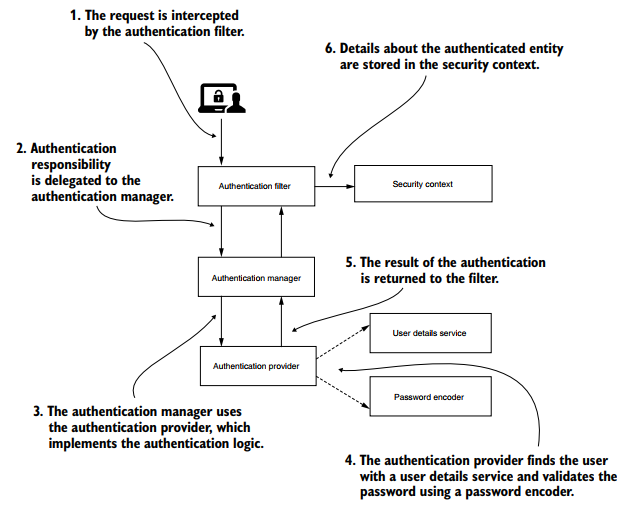 1. The request is intercepted
by the authentication filter.
6. Details about the authenticated entity
are stored in the security context.
2. Authentication
responsibility
is delegated to the
authentication manager.
Authentication filter
Security context
Authentication manager
5. The result of the authentication
is returned to the filter.
User details service
Authentication provider
Password encoder
3. The authentication manager uses
the authentication provider, which
implements the authentication logic.
4. The authentication provider finds the user
with a user details service and validates the
password using a password encoder.